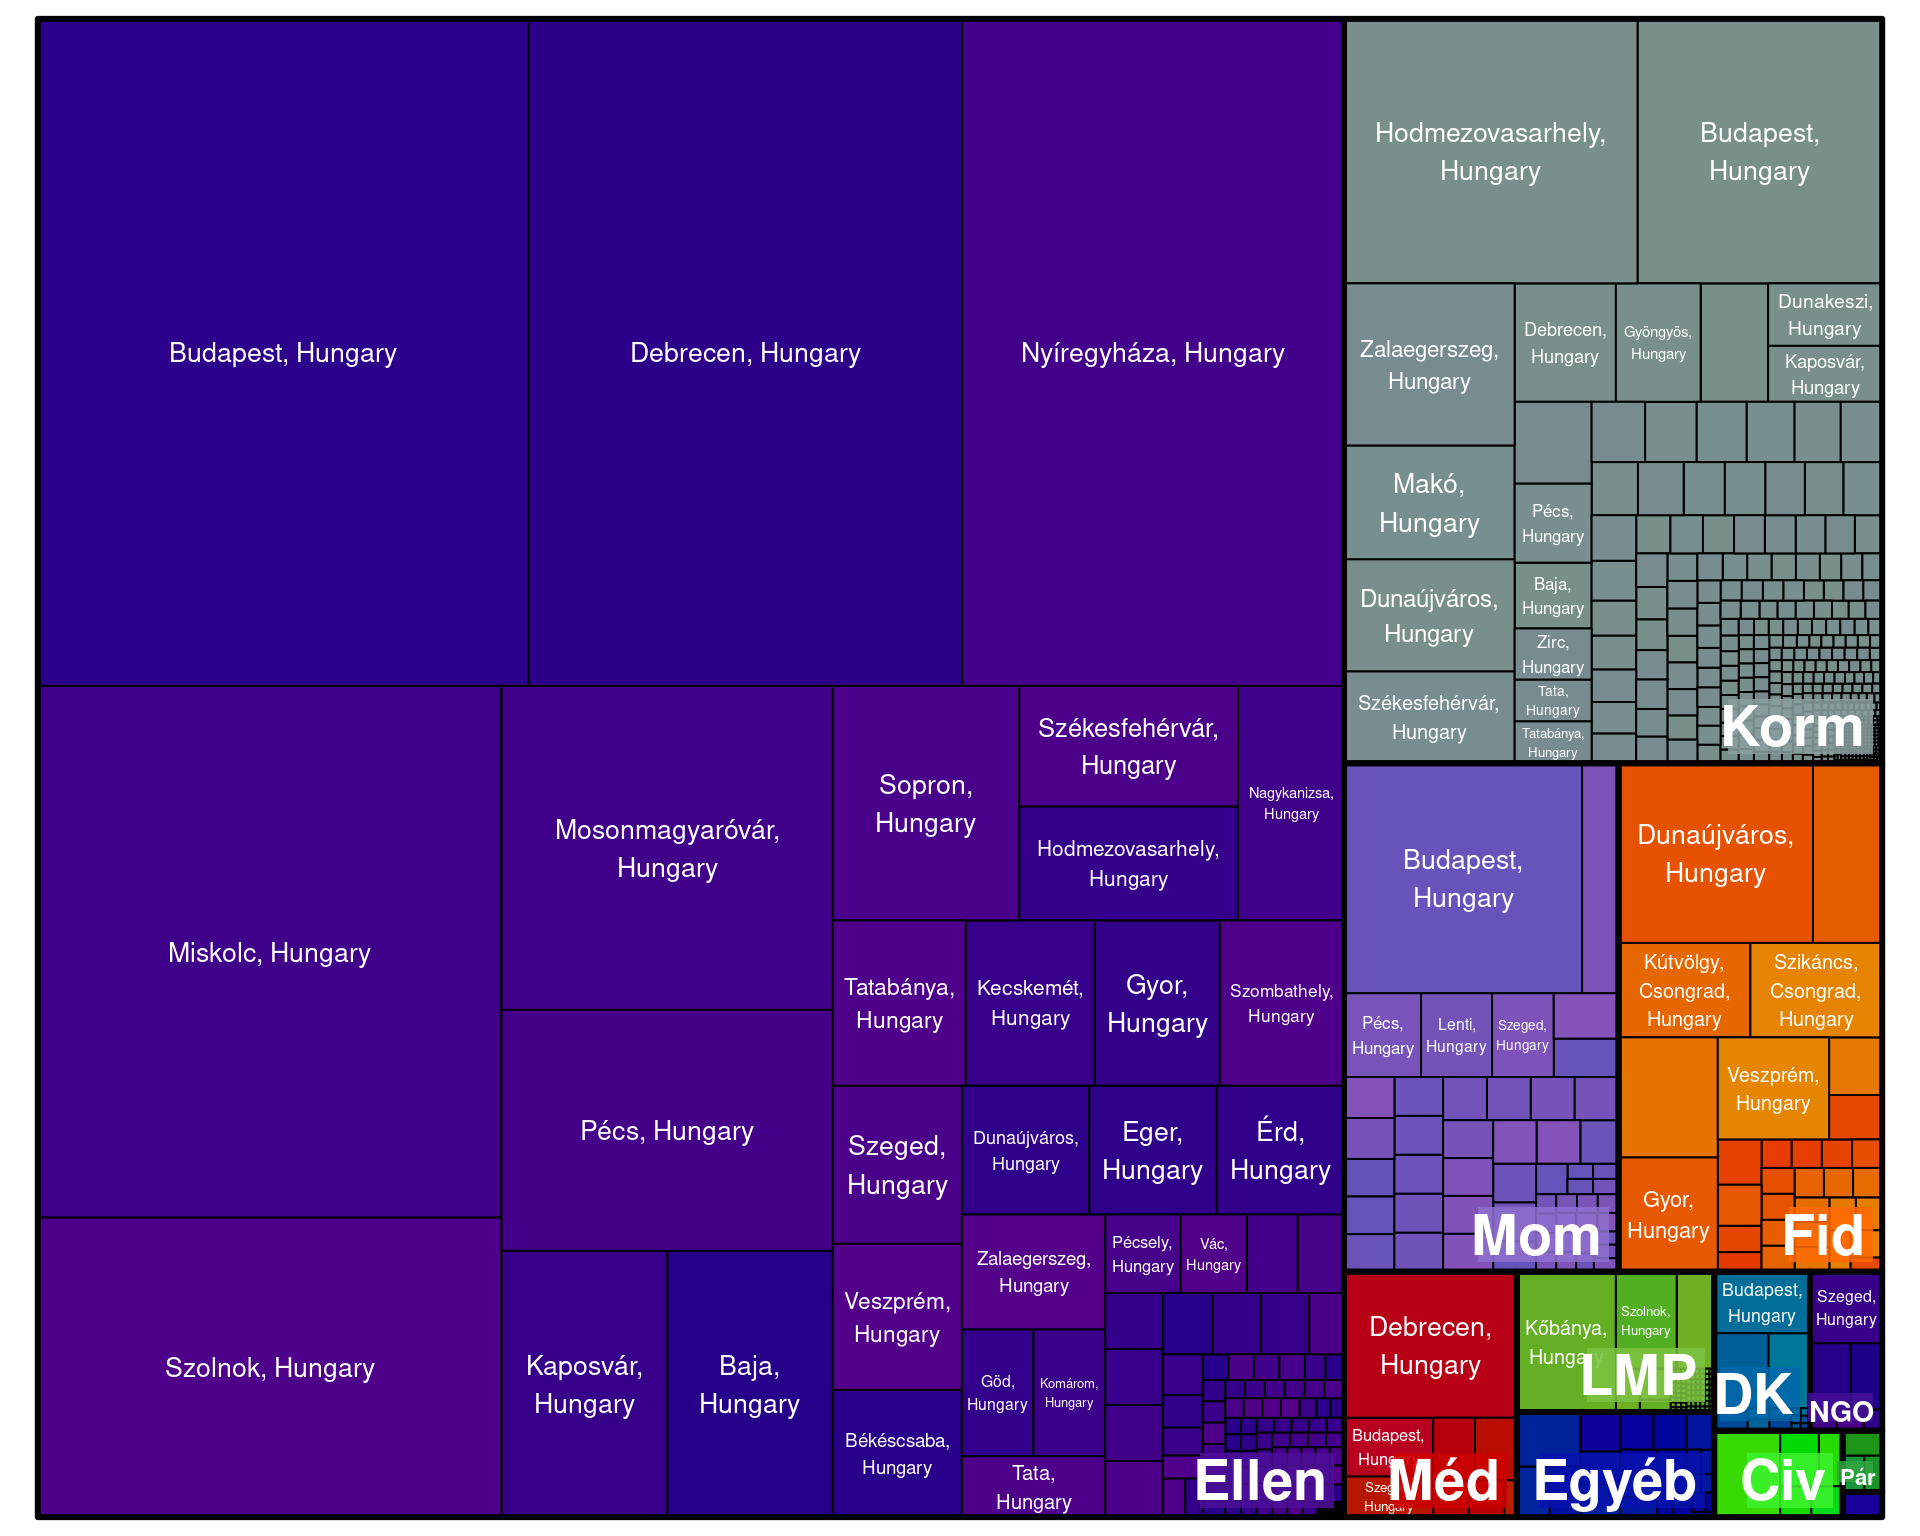 Budapest, Hungary
Debrecen, Hungary
Nyíregyháza, Hungary
Miskolc, Hungary
Szolnok, Hungary
Mosonmagyaróvár,
Hungary
Pécs, Hungary
Kaposvár,
Hungary
Baja,
Hungary
Sopron,
Hungary
Székesfehérvár,
Hungary
Hodmezovasarhely,
Hungary
Nagykanizsa,
Hungary
Tatabánya,
Hungary
Kecskemét,
Hungary
Gyor,
Hungary
Szombathely,
Hungary
Szeged,
Hungary
Dunaújváros,
Hungary
Eger,
Hungary
Érd,
Hungary
Veszprém,
Hungary
Békéscsaba,
Hungary
Zalaegerszeg,
Hungary
Pécsely,
Hungary
Vác,
Hungary
Göd,
Hungary
Komárom,
Hungary
Tata,
Hungary
Ellen
Hodmezovasarhely,
Hungary
Budapest,
Hungary
Zalaegerszeg,
Hungary
Debrecen,
Hungary
Gyöngyös,
Hungary
Dunakeszi,
Hungary
Kaposvár,
Hungary
Makó,
Hungary
Pécs,
Hungary
Dunaújváros,
Hungary
Baja,
Hungary
Zirc,
Hungary
Székesfehérvár,
Hungary
Tata,
Hungary
Tatabánya,
Hungary
Korm
Budapest,
Hungary
Pécs,
Hungary
Lenti,
Hungary
Szeged,
Hungary
Mom
Dunaújváros,
Hungary
Kútvölgy,
Csongrad,
Hungary
Szikáncs,
Csongrad,
Hungary
Veszprém,
Hungary
Gyor,
Hungary
Fid
Debrecen,
Hungary
Budapest,
Hungary
Szeged,
Hungary
Méd
Kőbánya,
Hungary
Szolnok,
Hungary
LMP
Budapest,
Hungary
DK
Szeged,
Hungary
NGO
Egyéb
Civ
Pár